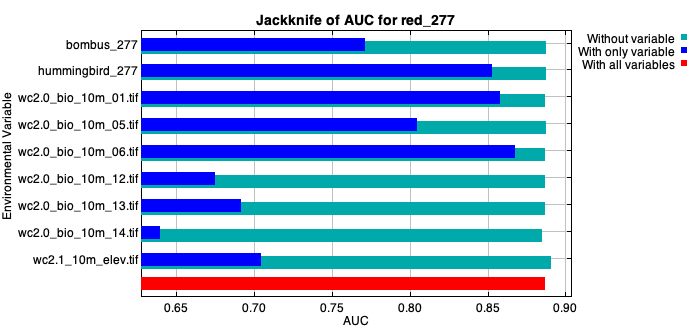 Jackknife of AUC for red_277
Without variable
With only variable
With all variables
Environmental Variable
bombus_277
hummingbird_277
wc2.0_bio_10m_01.tif
wc2.0_bio_10m_05.tif
wc2.0_bio_10m_06.tif
wc2.0_bio_10m_12.tif
wc2.0_bio_10m_13.tif
wc2.0_bio_10m_14.tif
wc2.1_10m_elev.tif
0.65 0.70 0.75 0.80 0.85 0.90
AUC